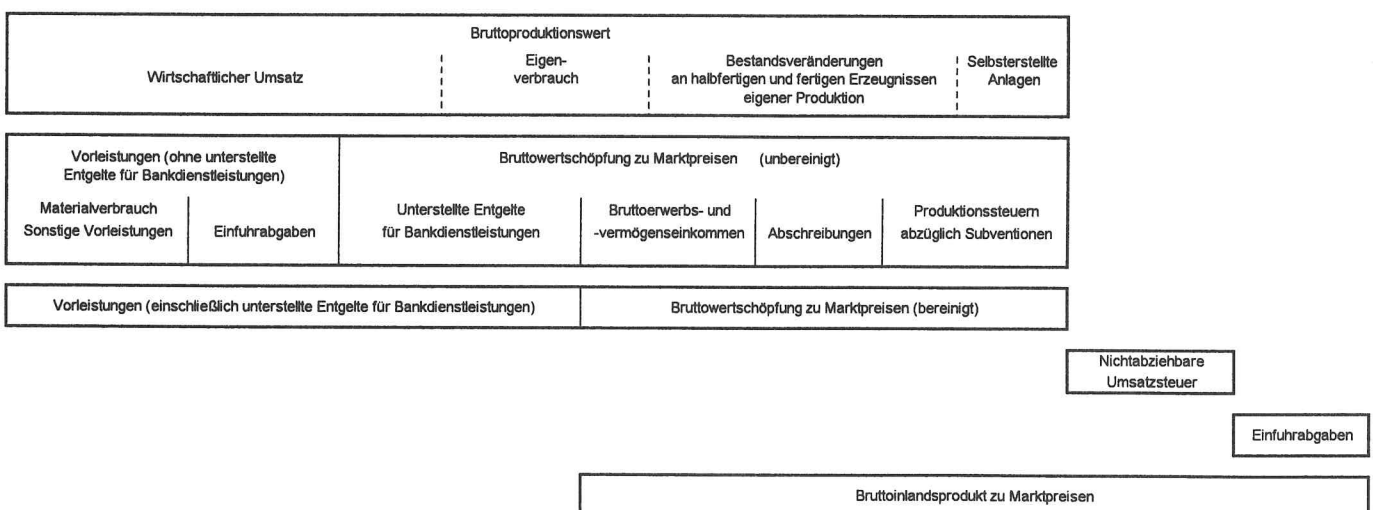 Bruttoproduktionswert
Wirtschaftlicher Umsatz
Eigen-
verbrauch
Bestandsveränderungen
an halbfertigen und fertigen Erzeugnissen
eigener Produktion
Selbsterstellte
Anlagen
Vorleistungen (ohne unterstellte
Entgelte für Bankdienstleistungen)
Bruttowertschöpfung zu Marktpreisen (unbereinigt)
Materialverbrauch
Sonstige Vorleistungen
Einfuhrabgaben
Unterstellte Entgelte
für Bankdienstleistungen
Bruttoerwerbs- und
-vermögenseinkommen
Abschreibungen
Produktionssteuern
abzüglich Subventionen
Vorleistungen (einschließlich unterstellte Entgelte für Bankdienstleistungen)
Bruttowertschöpfung zu Marktpreisen (bereinigt)
Nichtabziehbare
Umsatzsteuer
Einfuhrabgaben
Bruttoinlandsprodukt zu Marktpreisen